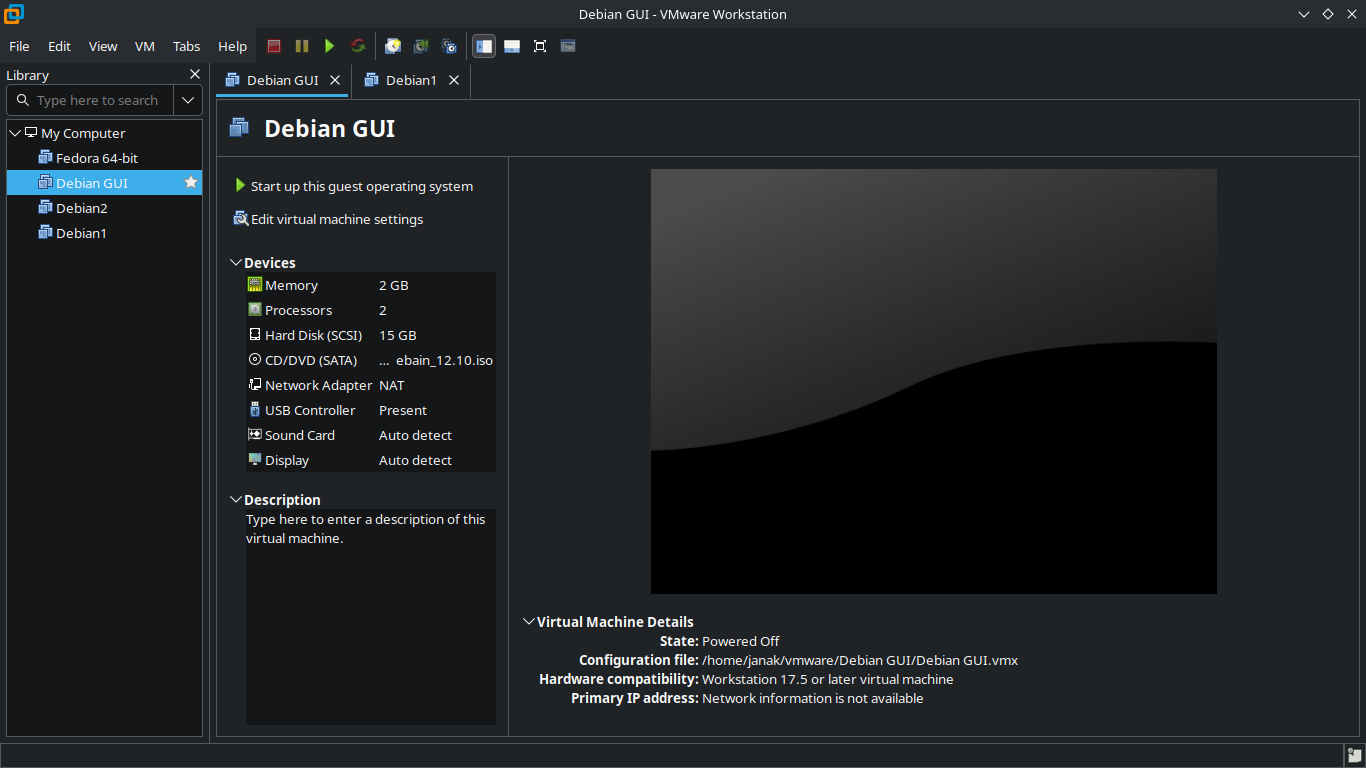 Debian GUI - VMware Workstation
File Edit View VM Tabs Help
Library
Type here to search
My Computer
Fedora 64-bit
Debian GUI
Debian2
Debian1
Debian GUI
Debian1
Debian GUI
Start up this guest operating system
Edit virtual machine settings
Devices
Memory 2 GB
Processors 2
Hard Disk (SCSI) 15 GB
CD/DVD (SATA) ... ebain_12.10.iso
Network Adapter NAT
USB Controller Present
Sound Card Auto detect
Display Auto detect
Description
Type here to enter a description of this
virtual machine.
Virtual Machine Details
State: Powered Off
Configuration file: /home/janak/vmware/Debian GUI/Debian GUI.vmx
Hardware compatibility: Workstation 17.5 or later virtual machine
Primary IP address: Network information is not available